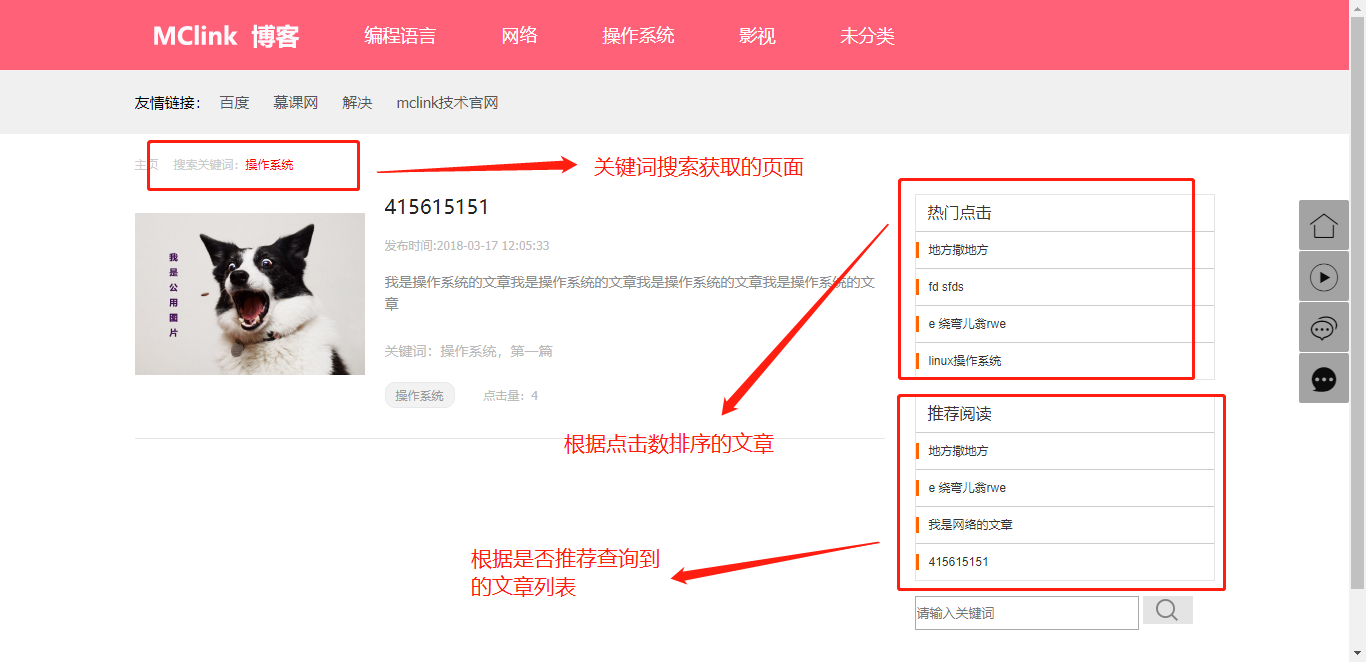 MClink 博客 编程语言 网络 操作系统 影视 未分类
友情链接： 百度 慕课网 解决 mclink技术官网
主页 搜索关键词：操作系统
关键词搜索获取的页面
415615151
发布时间:2018-03-17 12:05:33
我是操作系统的文章我是操作系统的文章我是操作系统的文章我是操作系统的文
章
关键词：操作系统，第一篇
操作系统 点击量：4
我是公用图片
热门点击
地方撒地方
fd sfds
e 绕弯儿翁rwe
linux操作系统
根据点击数排序的文章
推荐阅读
地方撒地方
e 绕弯儿翁rwe
我是网络的文章
415615151
根据是否推荐查询到
的文章列表
请输入关键词